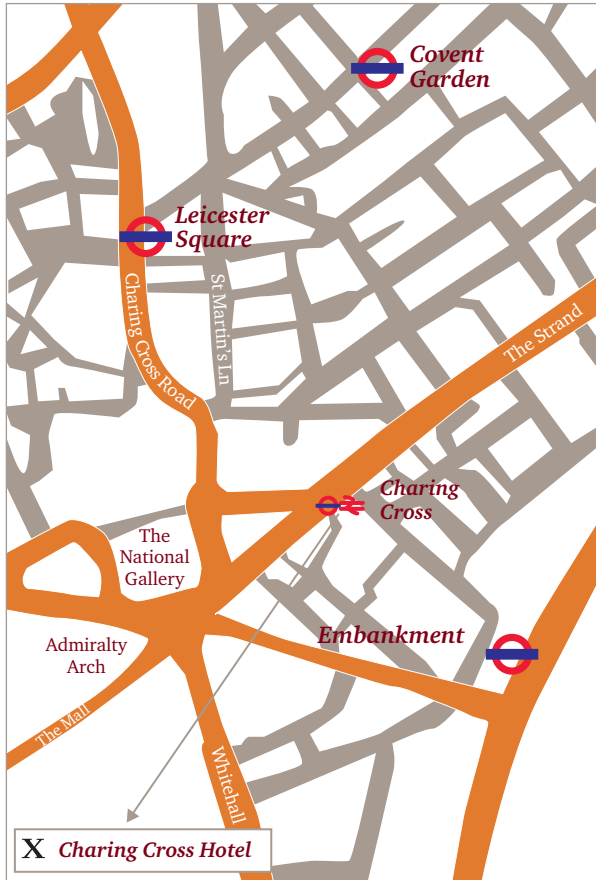 Covent
Garden
Leicester
Square
St Martin's Ln
Charing Cross Road
The Strand
Charing
Cross
The
National
Gallery
Embankment
Admiralty
Arch
The Mall
Whitehall
X Charing Cross Hotel